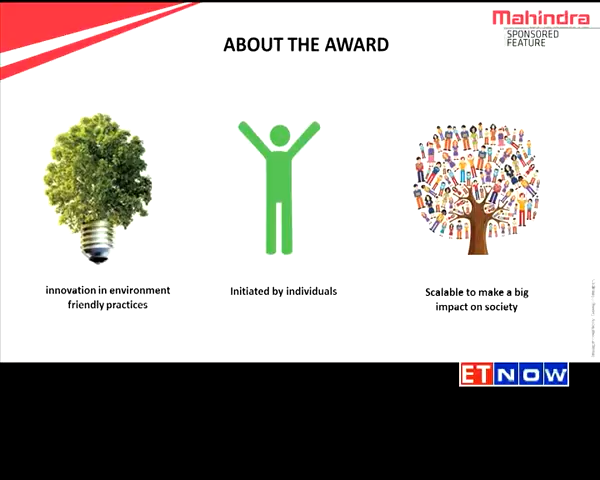 Mahindra
SPONSORED
FEATURE
ABOUT THE AWARD
innovation in environment
friendly practices
Initiated by individuals
Scalable to make a big
impact on society
ETNOW